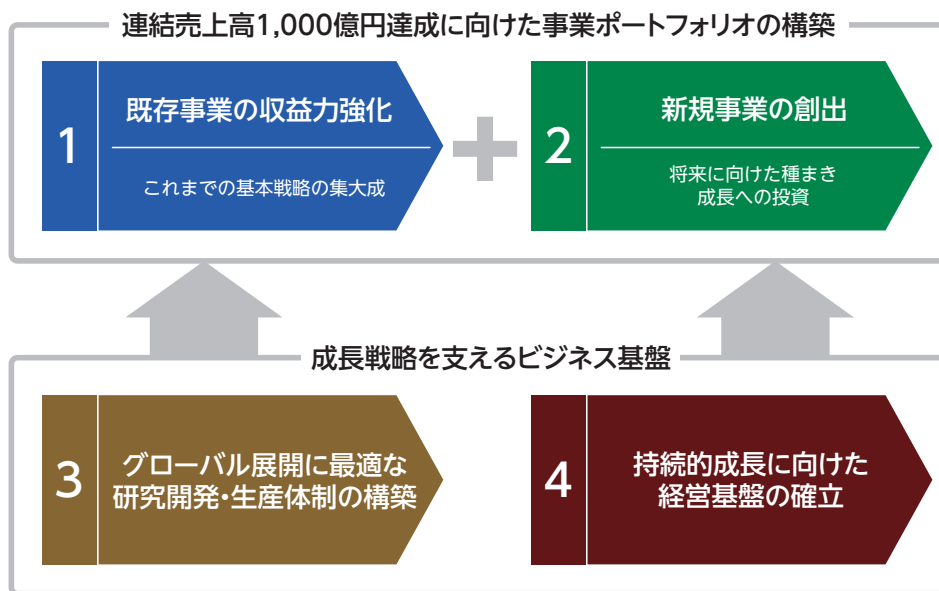 連結売上高1,000億円達成に向けた事業ポートフォリオの構築
1
既存事業の収益力強化
これまでの基本戦略の集大成
+
2
新規事業の創出
将来に向けた種まき
成長への投資
成長戦略を支えるビジネス基盤
3
グローバル展開に最適な
研究開発・生産体制の構築
4
持続的成長に向けた
経営基盤の確立